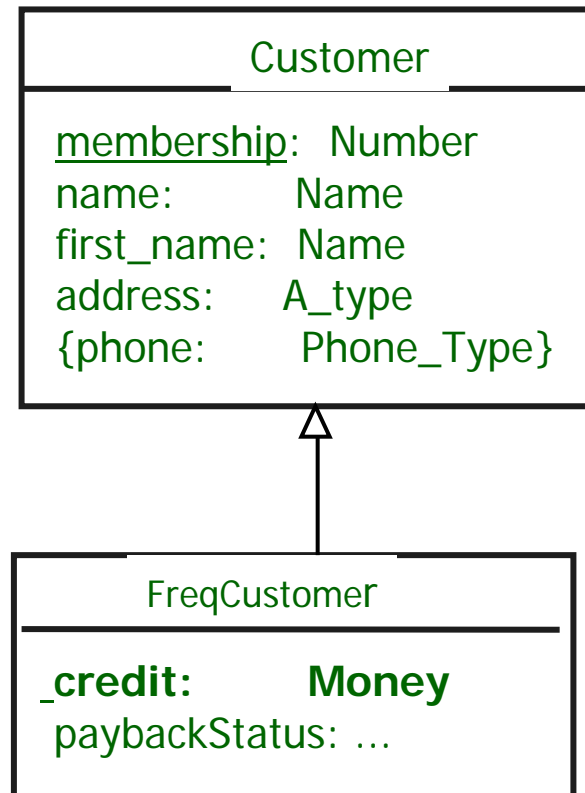 Customer
membership: Number
name: Name
first_name: Name
address: A_type
{phone: Phone_Type}
FreqCustomer
_credit: Money
paybackStatus: ...